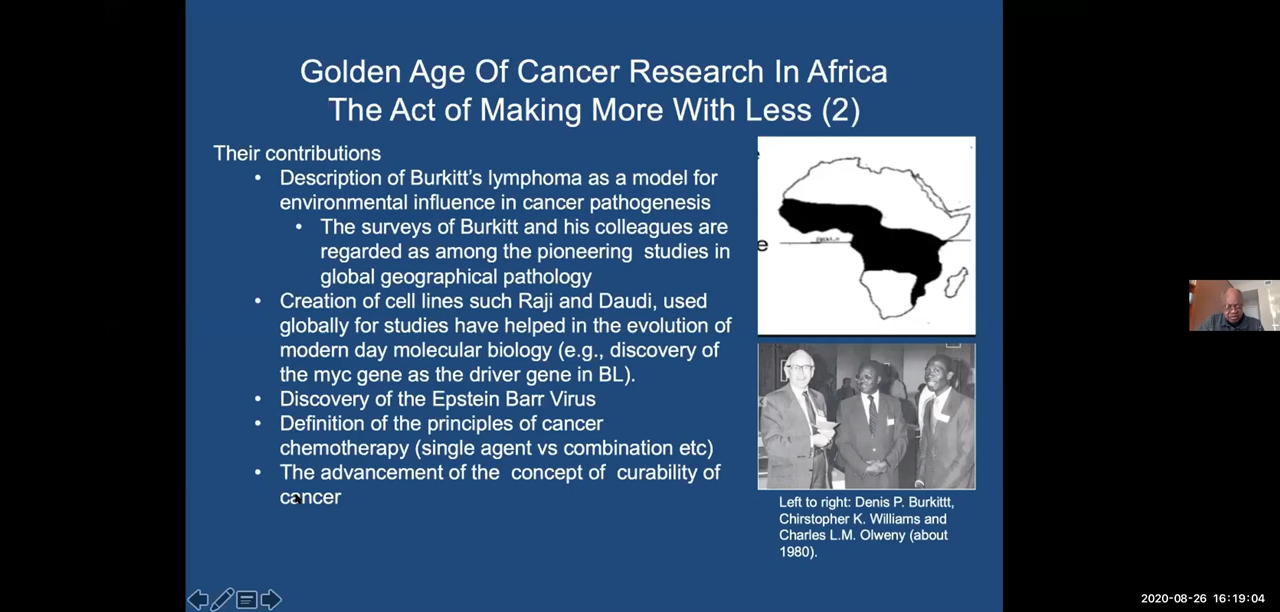 Golden Age Of Cancer Research In Africa
The Act of Making More With Less (2)
Their contributions
• Description of Burkitt's lymphoma as a model for
environmental influence in cancer pathogenesis
• The surveys of Burkitt and his colleagues are
regarded as among the pioneering studies in
global geographical pathology
• Creation of cell lines such Raji and Daudi, used
globally for studies have helped in the evolution of
modern day molecular biology (e.g., discovery of
the myc gene as the driver gene in BL).
• Discovery of the Epstein Barr Virus
• Definition of the principles of cancer
chemotherapy (single agent vs combination etc)
• The advancement of the concept of curability of
cancer
e
Left to right: Denis P. Burkittt,
Chirstopher K. Williams and
Charles L.M. Olweny (about
1980).
2020-08-26 16:19:04